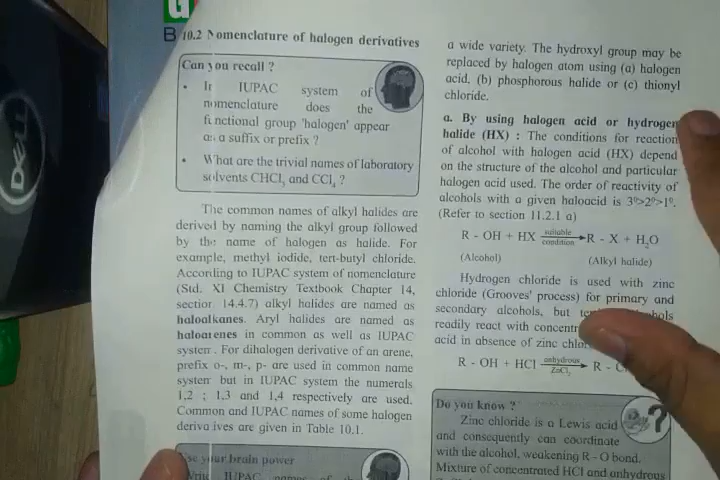 DELL
G
B
10.2 Nomenclature of halogen derivatives
Can you recall ?
• In IUPAC system of
nomenclature does the
functional group 'halogen' appear
as a suffix or prefix ?
• What are the trivial names of laboratory
solvents CHCl₃ and CCl₄ ?
The common names of alkyl halides are
derived by naming the alkyl group followed
by the name of halogen as halide. For
example, methyl iodide, tert-butyl chloride.
According to IUPAC system of nomenclature
(Std. XI Chemistry Textbook Chapter 14,
section 14.4.7) alkyl halides are named as
haloalkanes. Aryl halides are named as
haloarenes in common as well as IUPAC
system. For dihalogen derivative of an arene,
prefix o-, m-, p- are used in common name
system but in IUPAC system the numerals
1,2 ; 1,3 and 1,4 respectively are used.
Common and IUPAC names of some halogen
derivatives are given in Table 10.1.
Use your brain power
Write IUPAC names of
a wide variety. The hydroxyl group may be
replaced by halogen atom using (a) halogen
acid, (b) phosphorous halide or (c) thionyl
chloride.
a. By using halogen acid or hydrogen
halide (HX) : The conditions for reaction
of alcohol with halogen acid (HX) depend
on the structure of the alcohol and particular
halogen acid used. The order of reactivity of
alcohols with a given haloacid is 3⁰>2⁰>1⁰.
(Refer to section 11.2.1 a)
R - OH + HX suitable condition → R - X + H₂O
(Alcohol) (Alkyl halide)
Hydrogen chloride is used with zinc
chloride (Grooves' process) for primary and
secondary alcohols, but
readily react with
acid in absence of zinc
R - OH + HCl anhydrous ZnCl₂ → R -
Do you know ?
Zinc chloride is a Lewis acid
and consequently can coordinate
with the alcohol, weakening R - O bond.
Mixture of concentrated HCl and anhydrous